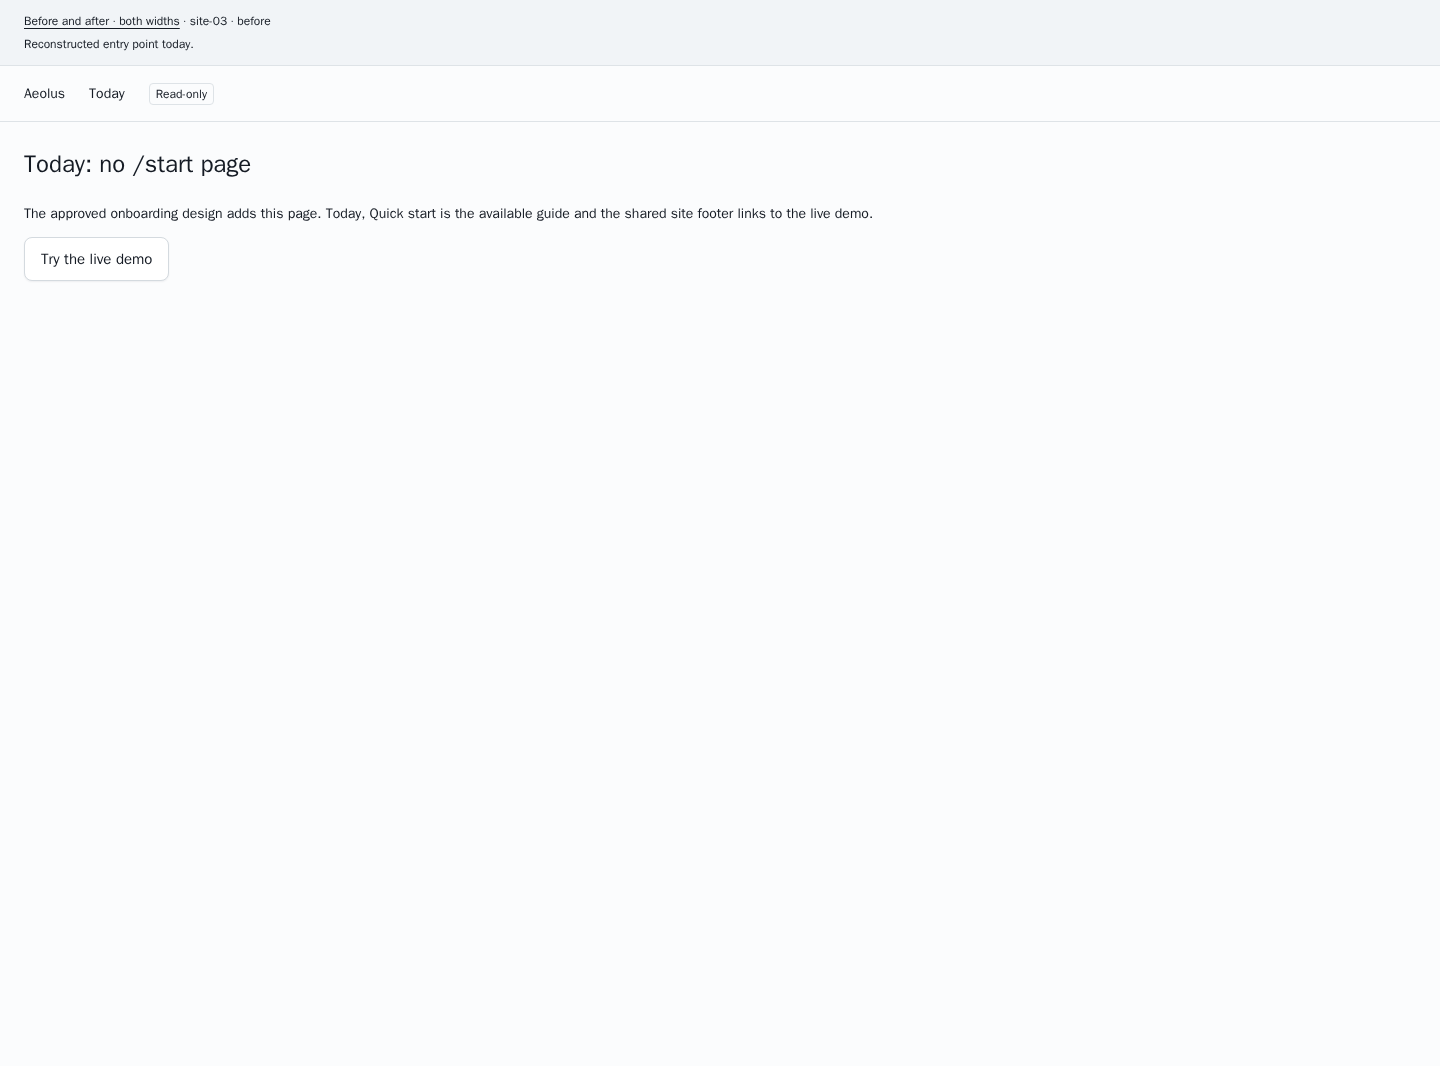 Before and after · both widths · site-03 · before
Reconstructed entry point today.
Aeolus Today Read-only
Today: no /start page
The approved onboarding design adds this page. Today, Quick start is the available guide and the shared site footer links to the live demo.
Try the live demo